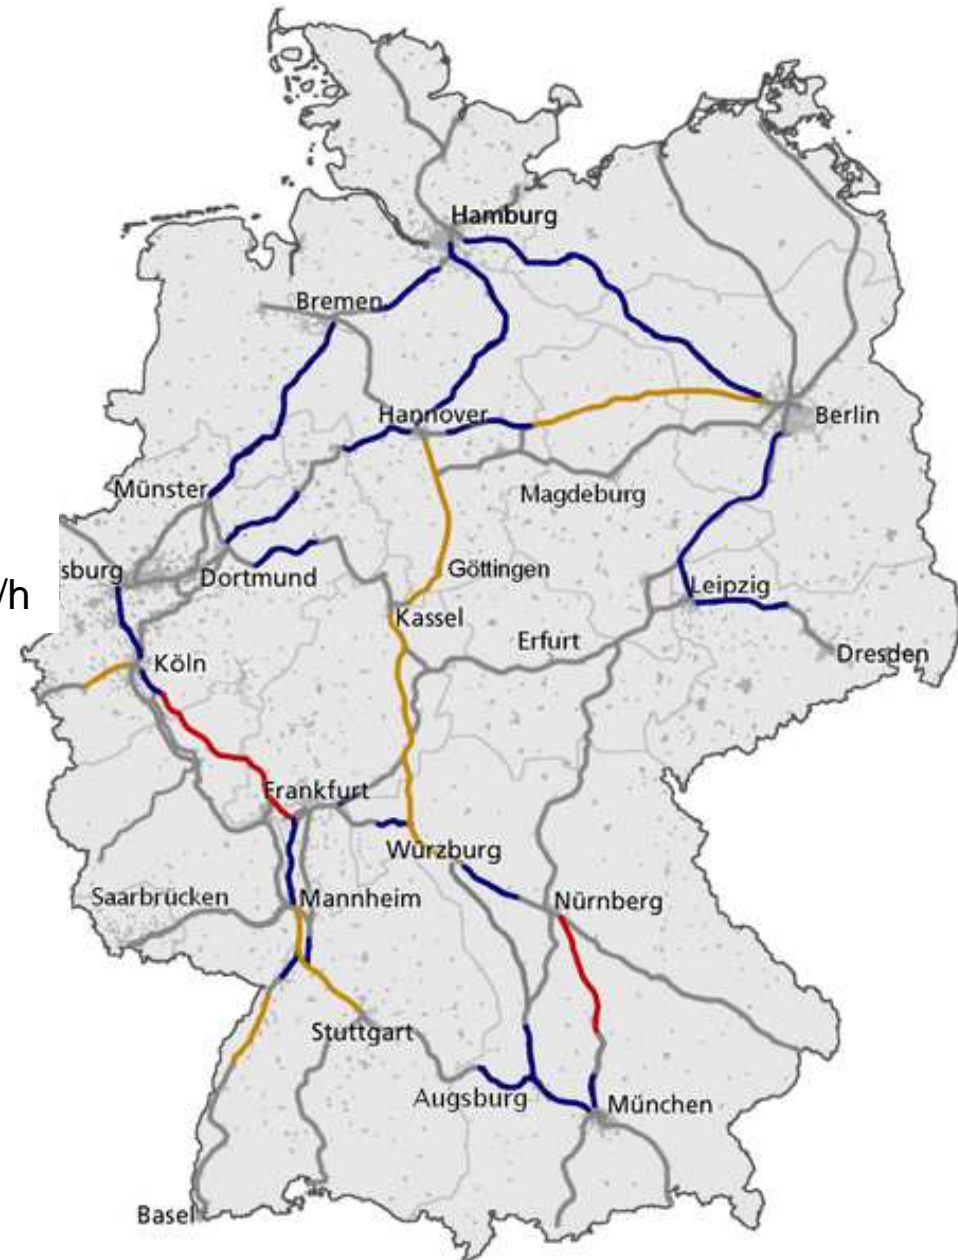 Hamburg
Bremen
Hannover
Berlin
Münster
Magdeburg
sburg
Dortmund
Göttingen
Leipzig
/h
Kassel
Erfurt
Köln
Dresden
Frankfurt
Würzburg
Saarbrücken
Mannheim
Nürnberg
Stuttgart
Augsburg
München
Basel